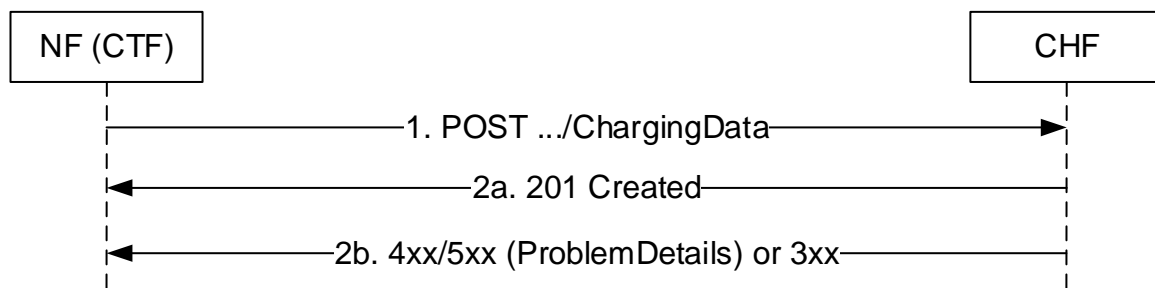 NF (CTF)
CHF
1. POST .../ChargingData
2a. 201 Created
2b. 4xx/5xx (ProblemDetails) or 3xx